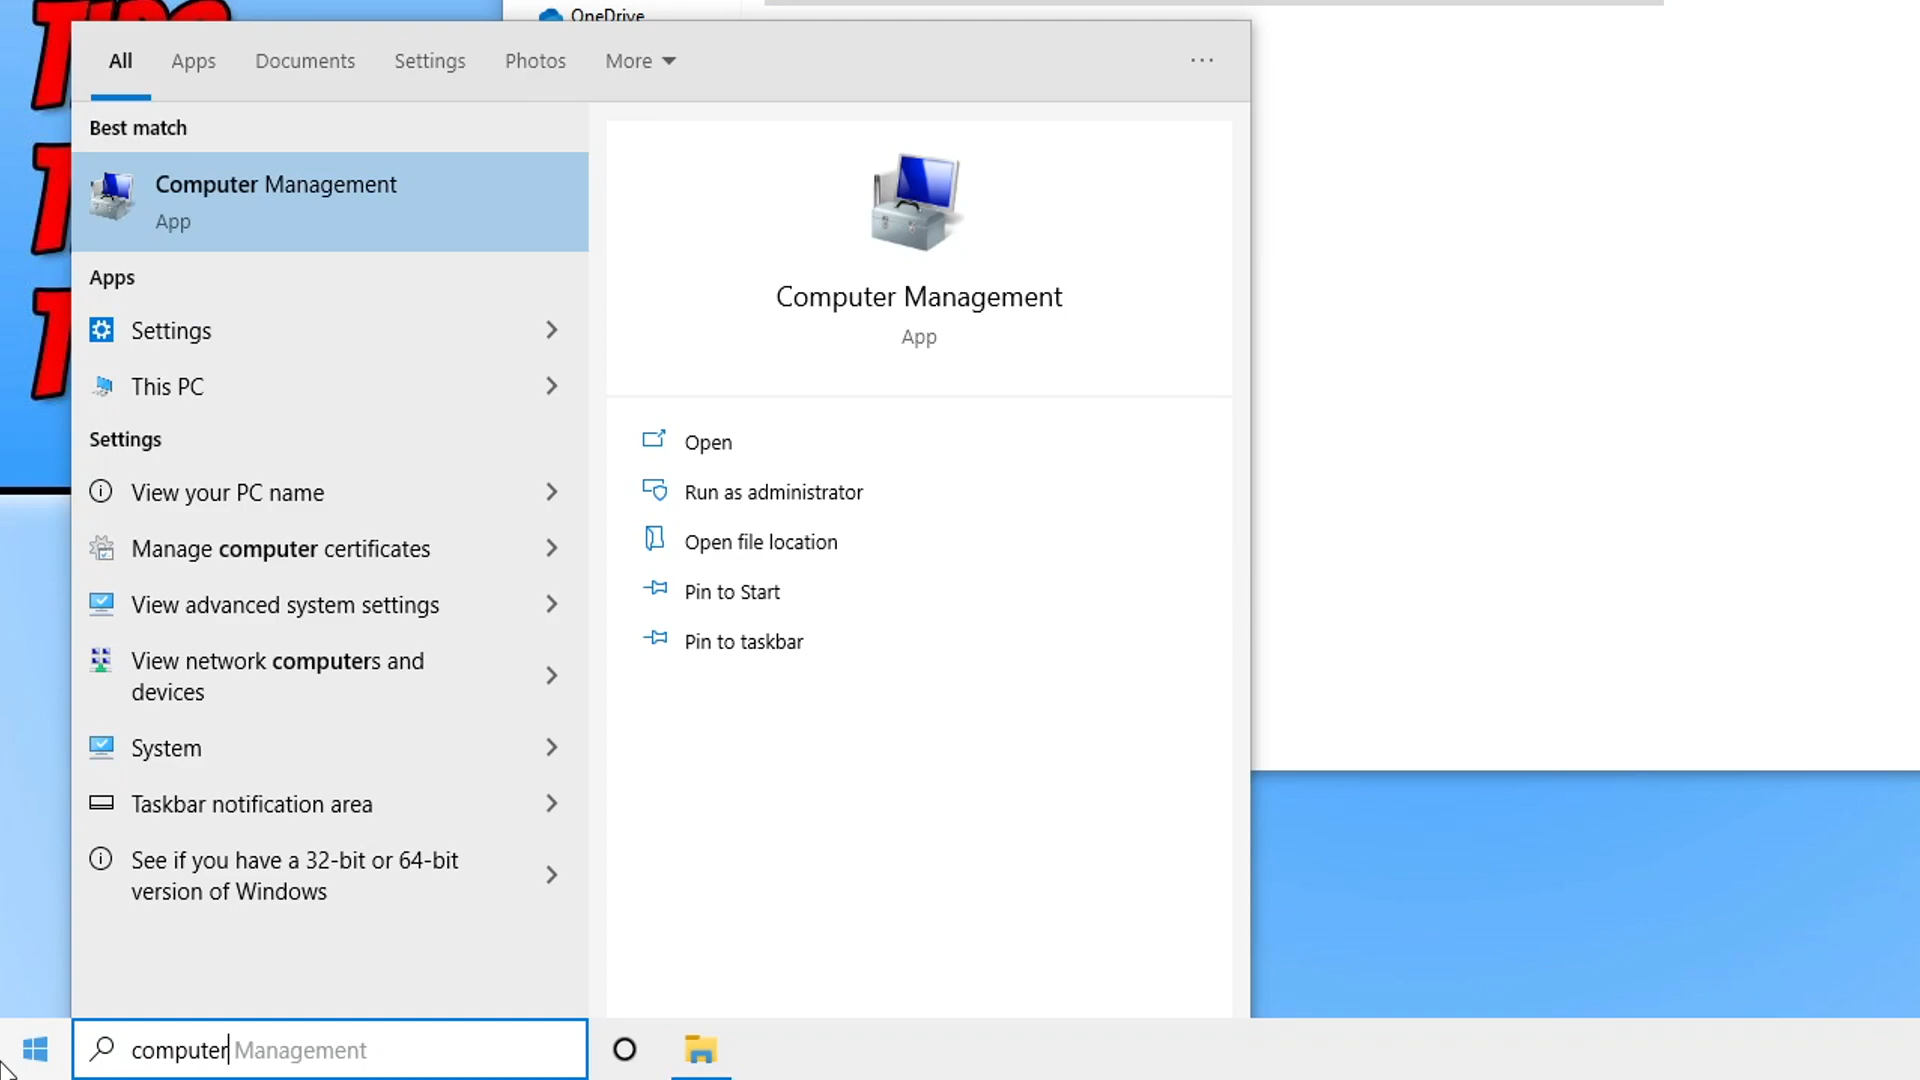 OneDrive
All Apps Documents Settings Photos More ...
Best match
Computer Management
App
Apps
Settings
This PC
Settings
View your PC name
Manage computer certificates
View advanced system settings
View network computers and
devices
System
Taskbar notification area
See if you have a 32-bit or 64-bit
version of Windows
Computer Management
App
Open
Run as administrator
Open file location
Pin to Start
Pin to taskbar
computer Management